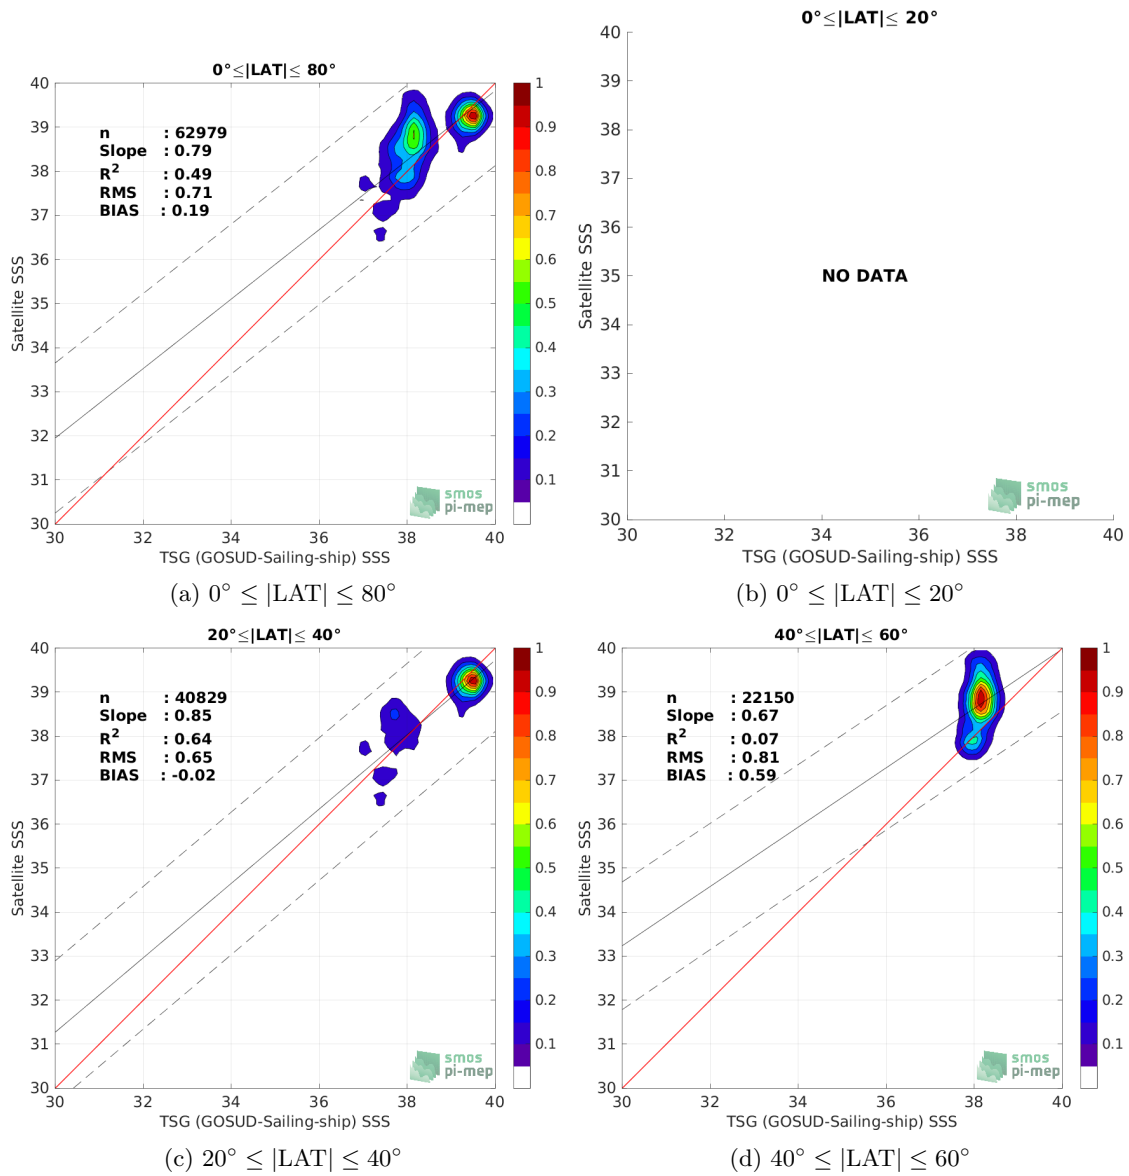 0°≤|LAT|≤ 80°
40
39
38
37
36
35
34
33
32
31
30
Satellite SSS
n : 62979
Slope : 0.79
R² : 0.49
RMS : 0.71
BIAS : 0.19
smos
pi-mep
30 32 34 36 38 40
TSG (GOSUD-Sailing-ship) SSS
1
0.9
0.8
0.7
0.6
0.5
0.4
0.3
0.2
0.1
(a) 0° ≤ |LAT| ≤ 80°
0°≤|LAT|≤ 20°
40
39
38
37
36
35
34
33
32
31
30
Satellite SSS
NO DATA
smos
pi-mep
30 32 34 36 38 40
TSG (GOSUD-Sailing-ship) SSS
(b) 0° ≤ |LAT| ≤ 20°
20°≤|LAT|≤ 40°
40
39
38
37
36
35
34
33
32
31
30
Satellite SSS
n : 40829
Slope : 0.85
R² : 0.64
RMS : 0.65
BIAS : -0.02
smos
pi-mep
30 32 34 36 38 40
TSG (GOSUD-Sailing-ship) SSS
1
0.9
0.8
0.7
0.6
0.5
0.4
0.3
0.2
0.1
(c) 20° ≤ |LAT| ≤ 40°
40°≤|LAT|≤ 60°
40
39
38
37
36
35
34
33
32
31
30
Satellite SSS
n : 22150
Slope : 0.67
R² : 0.07
RMS : 0.81
BIAS : 0.59
smos
pi-mep
30 32 34 36 38 40
TSG (GOSUD-Sailing-ship) SSS
1
0.9
0.8
0.7
0.6
0.5
0.4
0.3
0.2
0.1
(d) 40° ≤ |LAT| ≤ 60°